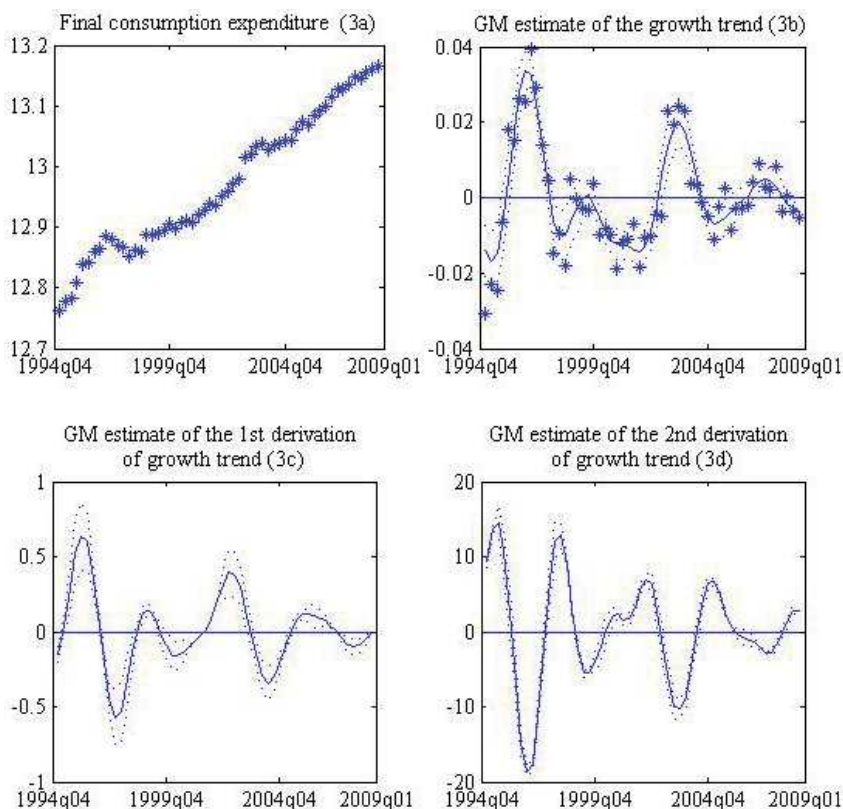 Final consumption expenditure (3a)
13.2
13.1
13
12.9
12.8
12.7
1994q04 1999q04 2004q04 2009q01
GM estimate of the growth trend (3b)
0.04
0.02
0
-0.02
-0.04
1994q04 1999q04 2004q04 2009q01
GM estimate of the 1st derivation
of growth trend (3c)
1
0.5
0
-0.5
-1
1994q04 1999q04 2004q04 2009q01
GM estimate of the 2nd derivation
of growth trend (3d)
20
10
0
-10
-20
1994q04 1999q04 2004q04 2009q01